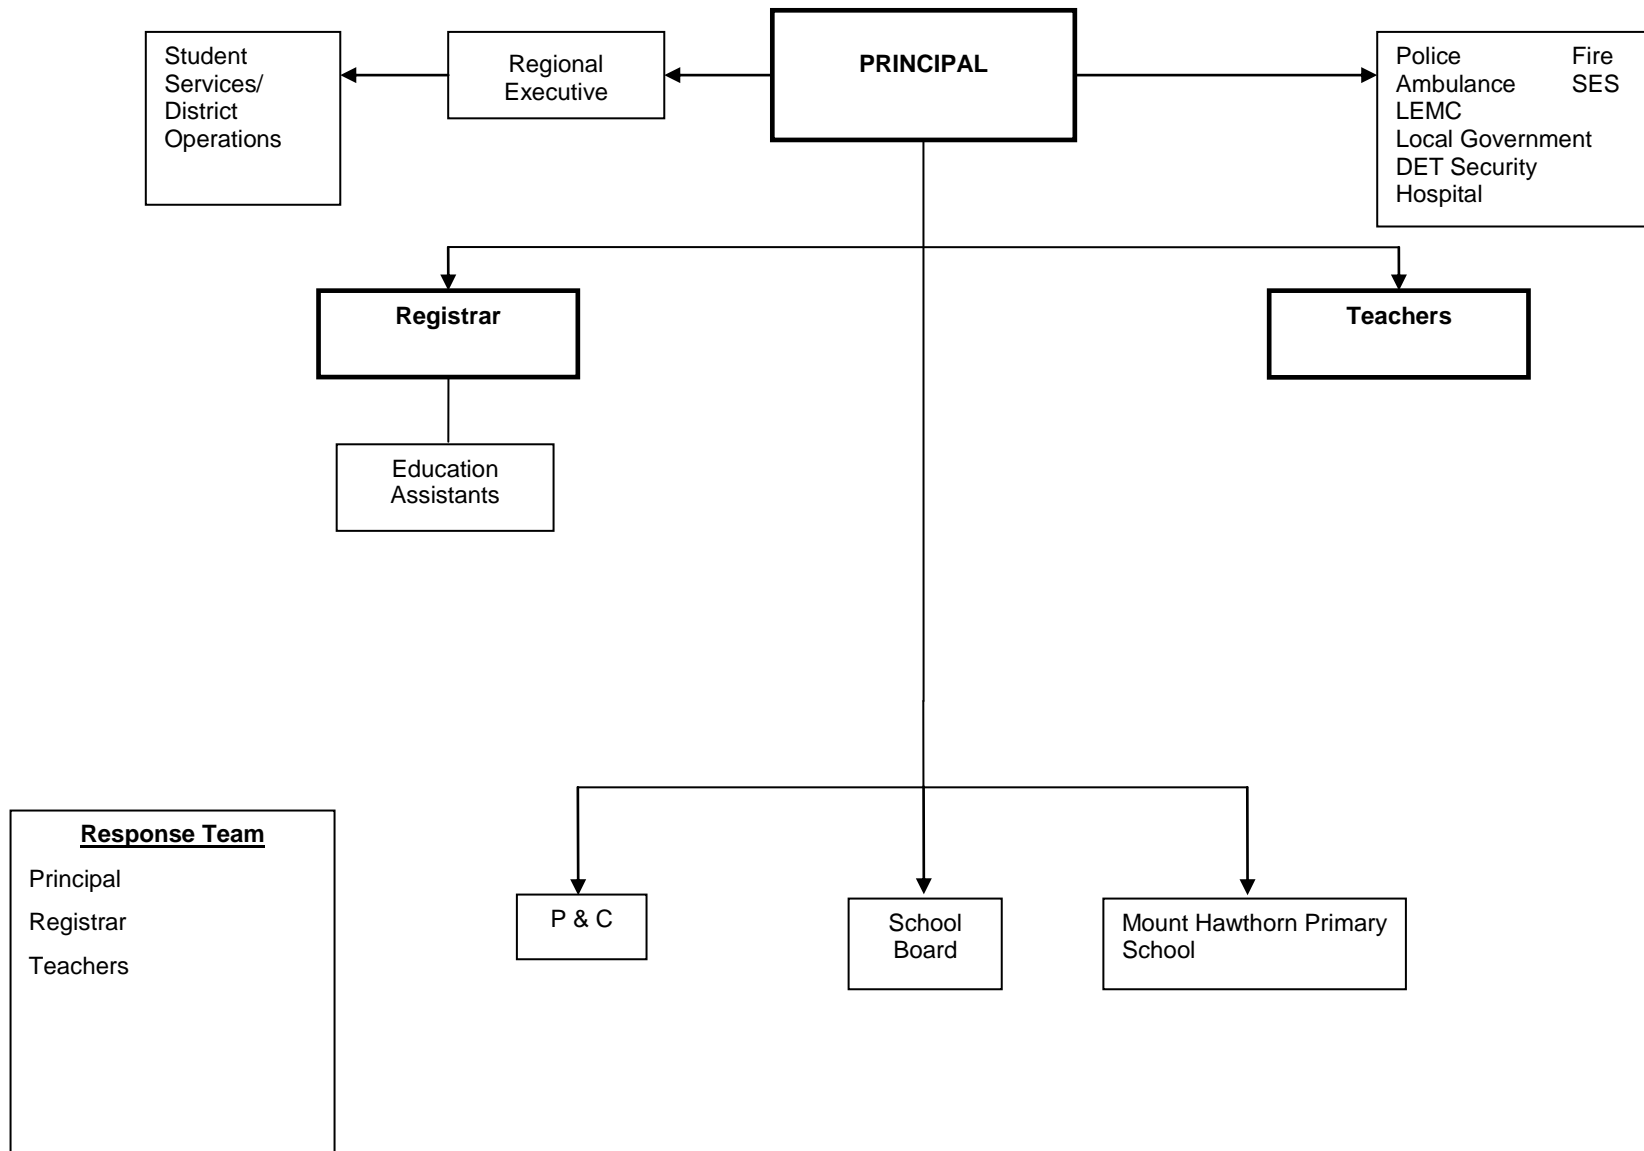 Student
Services/
District
Operations
Regional
Executive
PRINCIPAL
Police Fire
Ambulance SES
LEMC
Local Government
DET Security
Hospital
Registrar
Teachers
Education
Assistants
Response Team
Principal
Registrar
Teachers
P & C
School
Board
Mount Hawthorn Primary
School